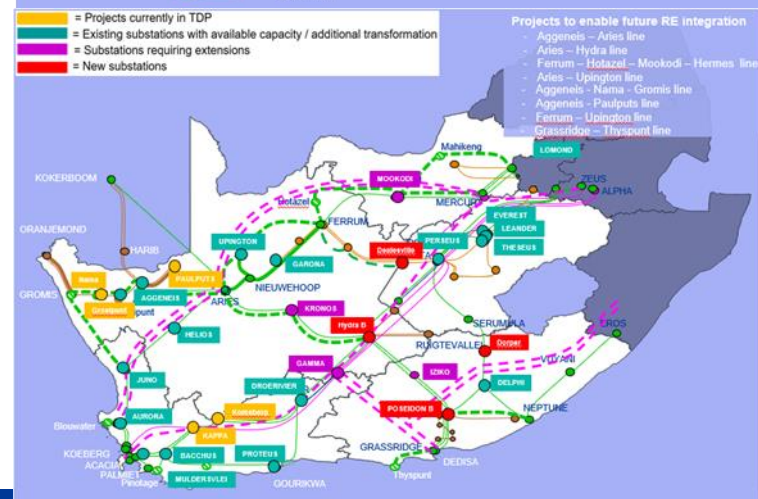 = Projects currently in TDP
= Existing substations with available capacity / additional transformation
= Substations requiring extensions
= New substations
Projects to enable future RE integration
- Aggeneis – Aries line
- Aries – Hydra line
- Ferrum – Hotazel – Mookodi – Hermes line
- Aries – Upington line
- Aggeneis - Nama - Gromis line
- Aggeneis - Paulputs line
- Ferrum – Upington line
- Grassridge – Thyspunt line
Mahikeng
LOMOND
KOKERBOOM
MOOKODI
ZEUS
ALPHA
MERCURY
Hotazel
EVEREST
ORANJEMOND
FERRUM
LEANDER
HARIB
UPINGTON
PERSEUS
THESEUS
Dealesville
GARONA
PAULPUTS
Nama
GROMIS
AGGENEIS
NIEUWEHOOP
ARIES
Groeipunt
KRONOS
HELIOS
Hydra B
SERUMULA
EROS
RUIGTEVALLEI
Dorper
VUYANI
GAMMA
JUNO
IZIKO
DROERIVIER
DELPHI
AURORA
POSEIDON B
NEPTUNE
KAPPA
KOEBERG
ACACIA
PALMIET
BACCHUS
PROTEUS
GRASSRIDGE
DEDISA
Pinotage
MULDERSVLEI
GOURIKWA
Thyspunt